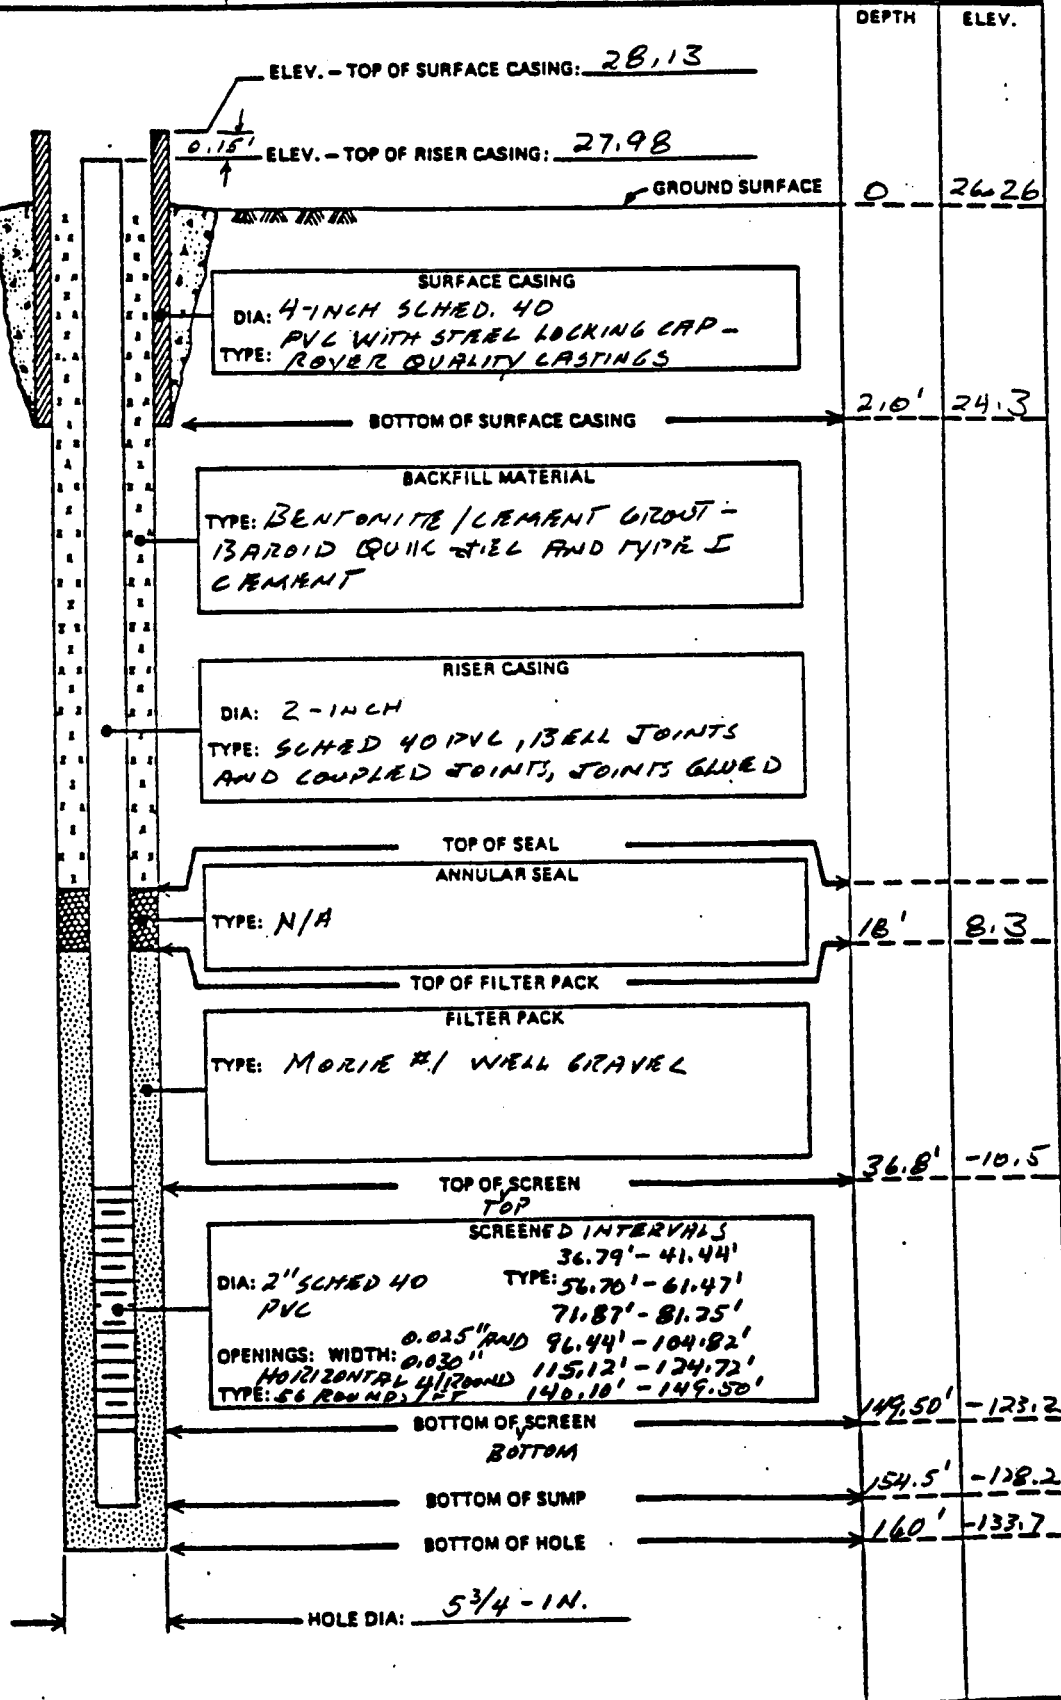 DEPTH ELEV.
ELEV. – TOP OF SURFACE CASING: 28.13
0.15'
ELEV. – TOP OF RISER CASING: 27.98
GROUND SURFACE 0 26.26
SURFACE CASING
DIA: 4-INCH SCHED. 40
PVC WITH STEEL LOCKING CAP –
TYPE: ROYER QUALITY CASTINGS
BOTTOM OF SURFACE CASING 2.0' 24.3
BACKFILL MATERIAL
TYPE: BENTONITE / CEMENT GROUT –
BAROID QUIK-GEL AND TYPE I
CEMENT
RISER CASING
DIA: 2-INCH
TYPE: SCHED 40 PVC, BELL JOINTS
AND COUPLED JOINTS, JOINTS GLUED
TOP OF SEAL
ANNULAR SEAL
TYPE: N/A
18' 8.3
TOP OF FILTER PACK
FILTER PACK
TYPE: MORIE #1 WELL GRAVEL
36.8' -10.5
TOP OF SCREEN
TOP
SCREENED INTERVALS
36.79' – 41.44'
DIA: 2" SCHED 40 TYPE: 56.70' – 61.47'
PVC 71.87' – 81.25'
0.025" AND 96.44' – 104.82'
OPENINGS: WIDTH: 0.030" 115.12' – 124.72'
HORIZONTAL 4/ROUND
TYPE: 56 ROUNDS/FT 140.10' – 149.50'
BOTTOM OF SCREEN 149.50' -123.2
BOTTOM
BOTTOM OF SUMP 154.5' -128.2
BOTTOM OF HOLE 160' -133.7
HOLE DIA: 5 3/4 - IN.